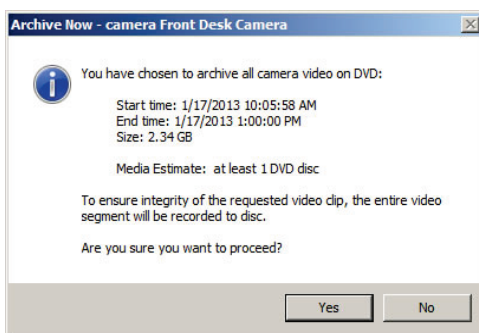 Archive Now - camera Front Desk Camera
You have chosen to archive all camera video on DVD:
Start time: 1/17/2013 10:05:58 AM
End time: 1/17/2013 1:00:00 PM
Size: 2.34 GB
Media Estimate: at least 1 DVD disc
To ensure integrity of the requested video clip, the entire video
segment will be recorded to disc.
Are you sure you want to proceed?
Yes No